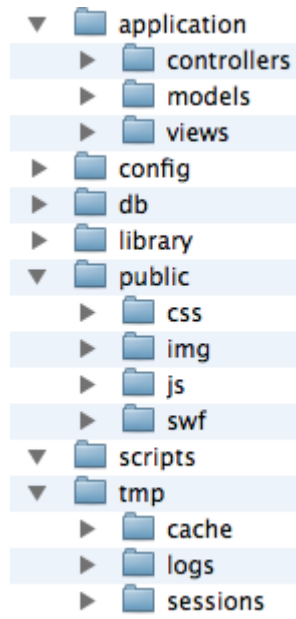 application
controllers
models
views
config
db
library
public
css
img
js
swf
scripts
tmp
cache
logs
sessions